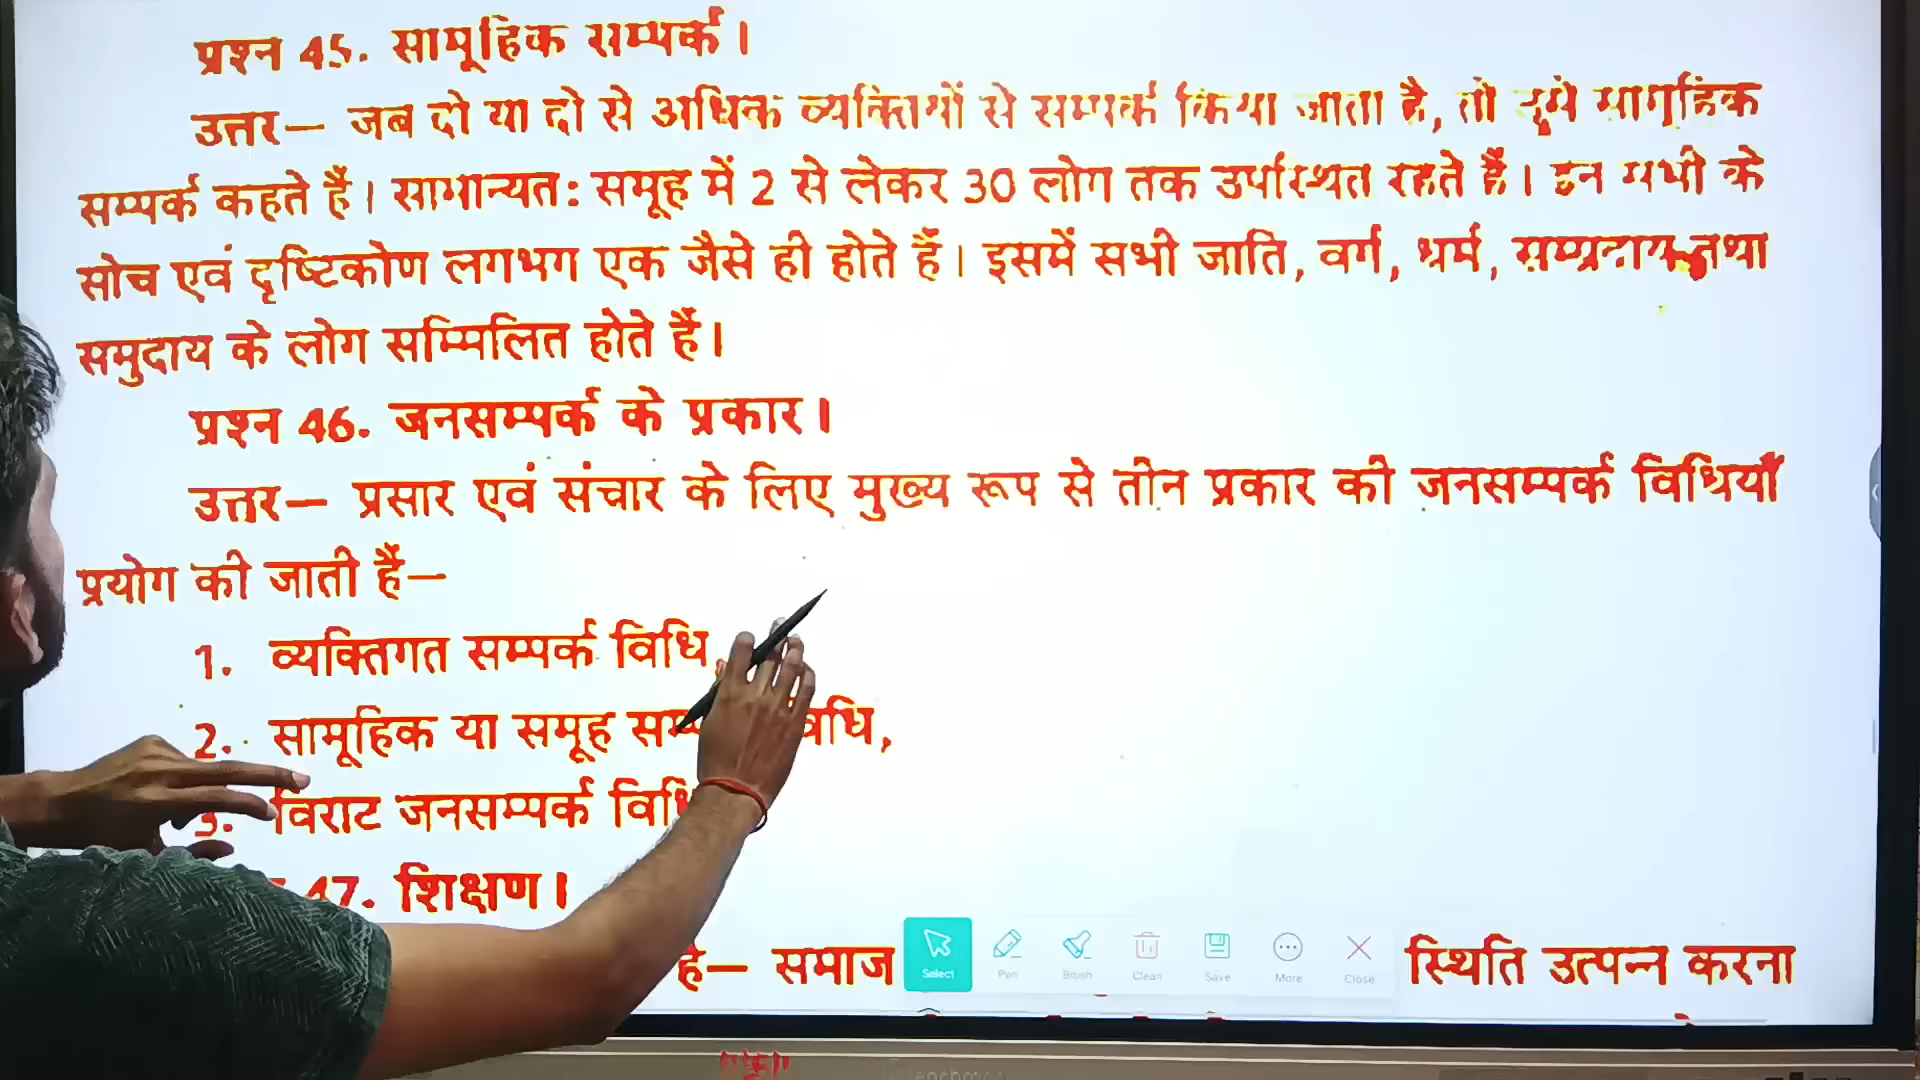 प्रश्न 45. सामूहिक सम्पर्क।
उत्तर— जब दो या दो से अधिक व्यक्तियों से सम्पर्क किया जाता है, तो इसे सामूहिक
सम्पर्क कहते हैं। सामान्यत: समूह में 2 से लेकर 30 लोग तक उपस्थित रहते हैं। इन सभी के
सोच एवं दृष्टिकोण लगभग एक जैसे ही होते हैं। इसमें सभी जाति, वर्ग, धर्म, सम्प्रदाय तथा
समुदाय के लोग सम्मिलित होते हैं।
प्रश्न 46. जनसम्पर्क के प्रकार।
उत्तर— प्रसार एवं संचार के लिए मुख्य रूप से तीन प्रकार की जनसम्पर्क विधियाँ
प्रयोग की जाती हैं—
1. व्यक्तिगत सम्पर्क विधि,
2. सामूहिक या समूह विधि,
3. विराट जनसम्पर्क विधि
47. शिक्षण।
है— समाज स्थिति उत्पन्न करना
Select Pen Brush Clean Save More Close